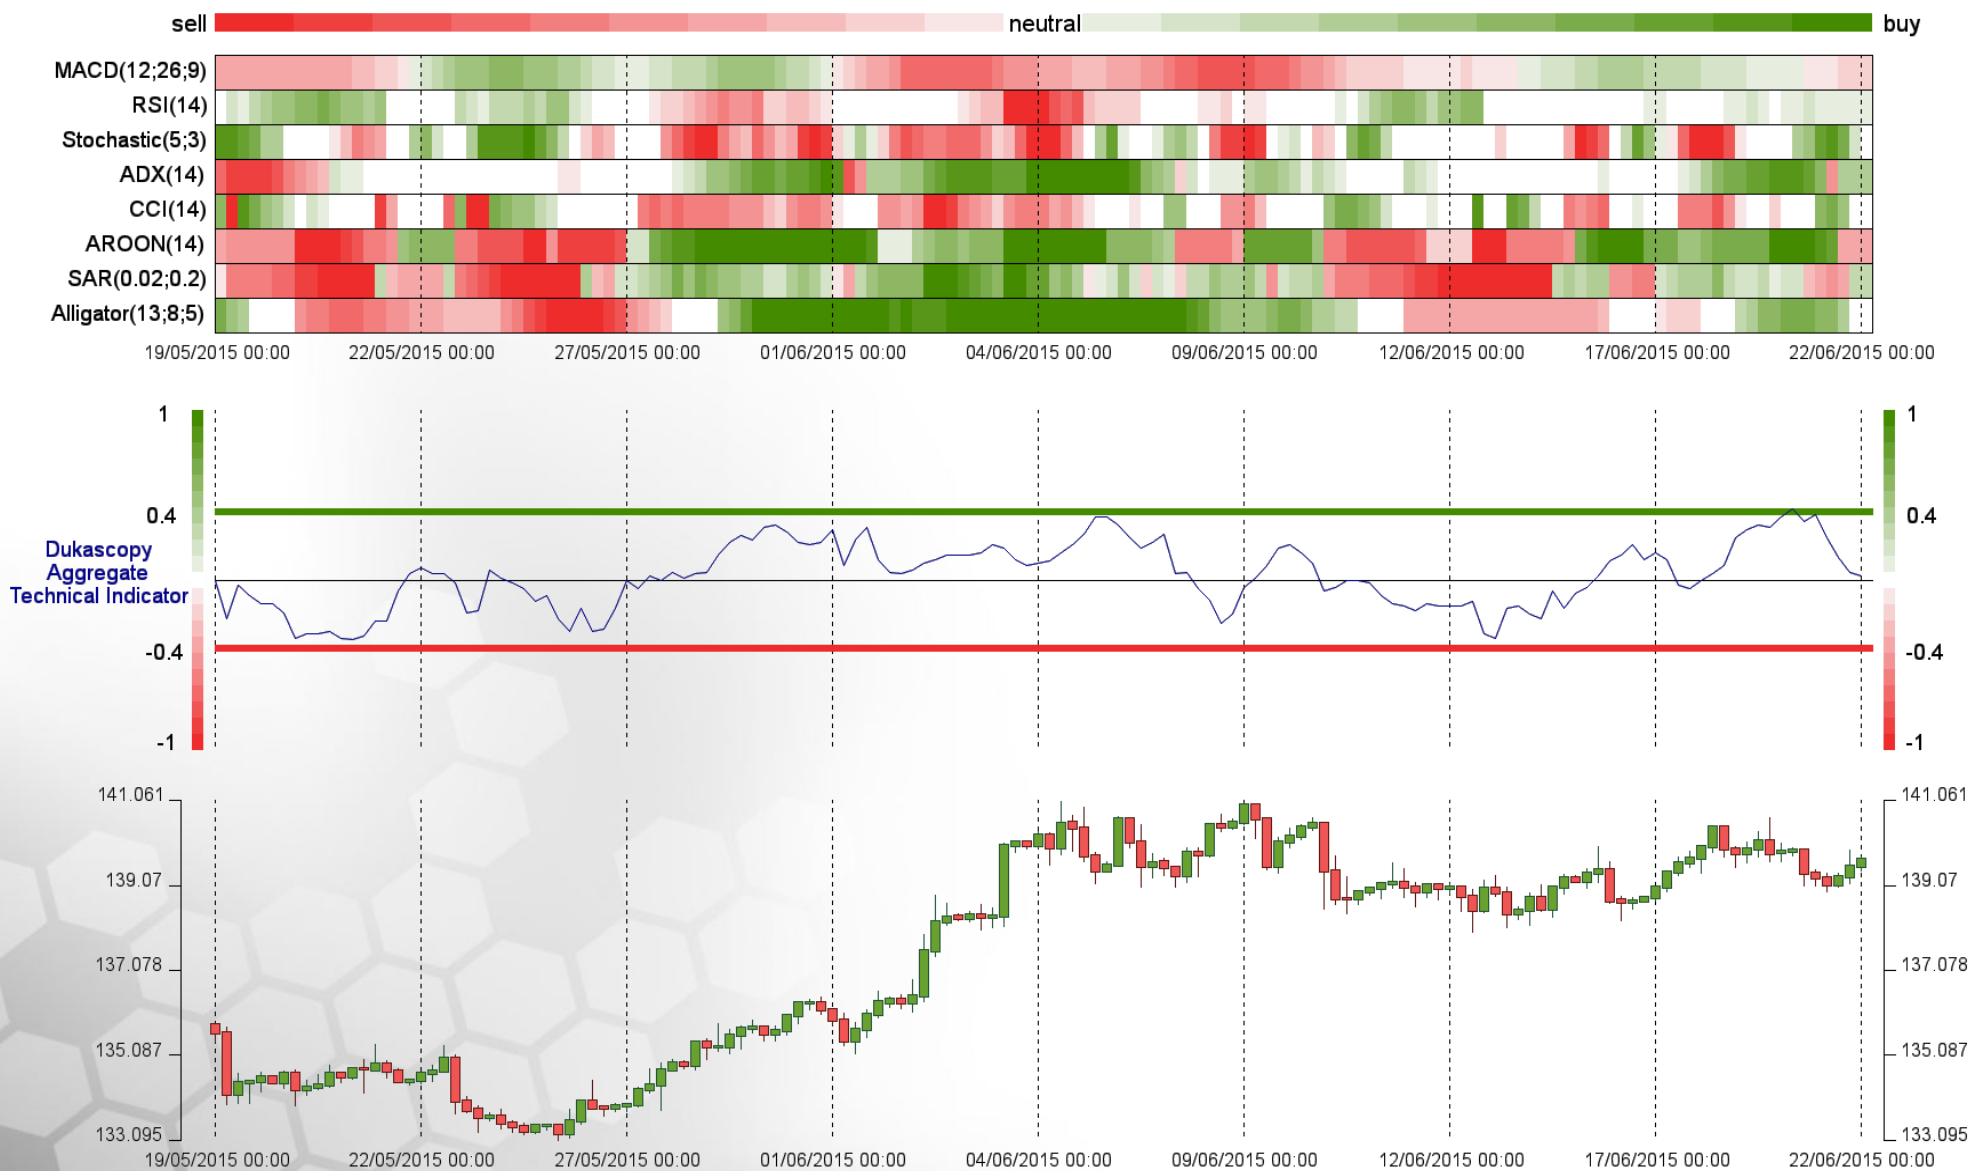 sell neutral buy
MACD(12;26;9)
RSI(14)
Stochastic(5;3)
ADX(14)
CCI(14)
AROON(14)
SAR(0.02;0.2)
Alligator(13;8;5)
19/05/2015 00:00 22/05/2015 00:00 27/05/2015 00:00 01/06/2015 00:00 04/06/2015 00:00 09/06/2015 00:00 12/06/2015 00:00 17/06/2015 00:00 22/06/2015 00:00
1 1
0.4 0.4
Dukascopy
Aggregate
Technical Indicator
-0.4 -0.4
-1 -1
141.061 141.061
139.07 139.07
137.078 137.078
135.087 135.087
133.095 133.095
19/05/2015 00:00 22/05/2015 00:00 27/05/2015 00:00 01/06/2015 00:00 04/06/2015 00:00 09/06/2015 00:00 12/06/2015 00:00 17/06/2015 00:00 22/06/2015 00:00